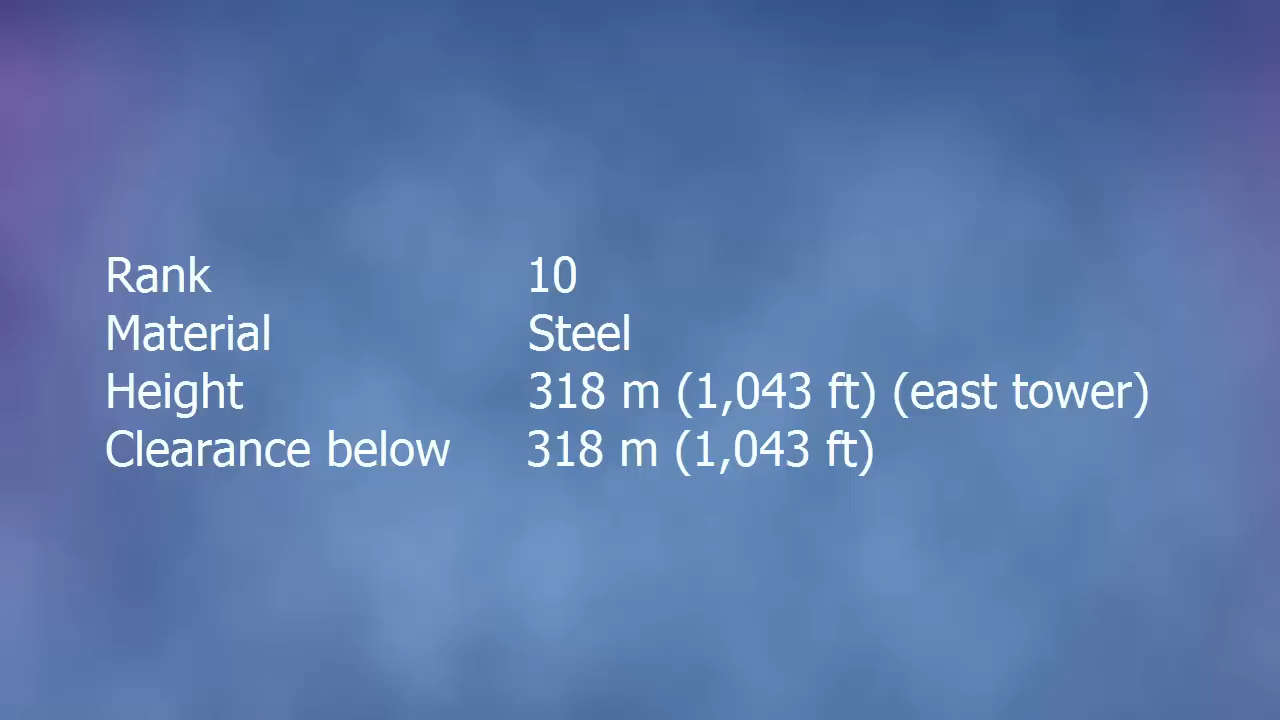 Rank 10
Material Steel
Height 318 m (1,043 ft) (east tower)
Clearance below 318 m (1,043 ft)